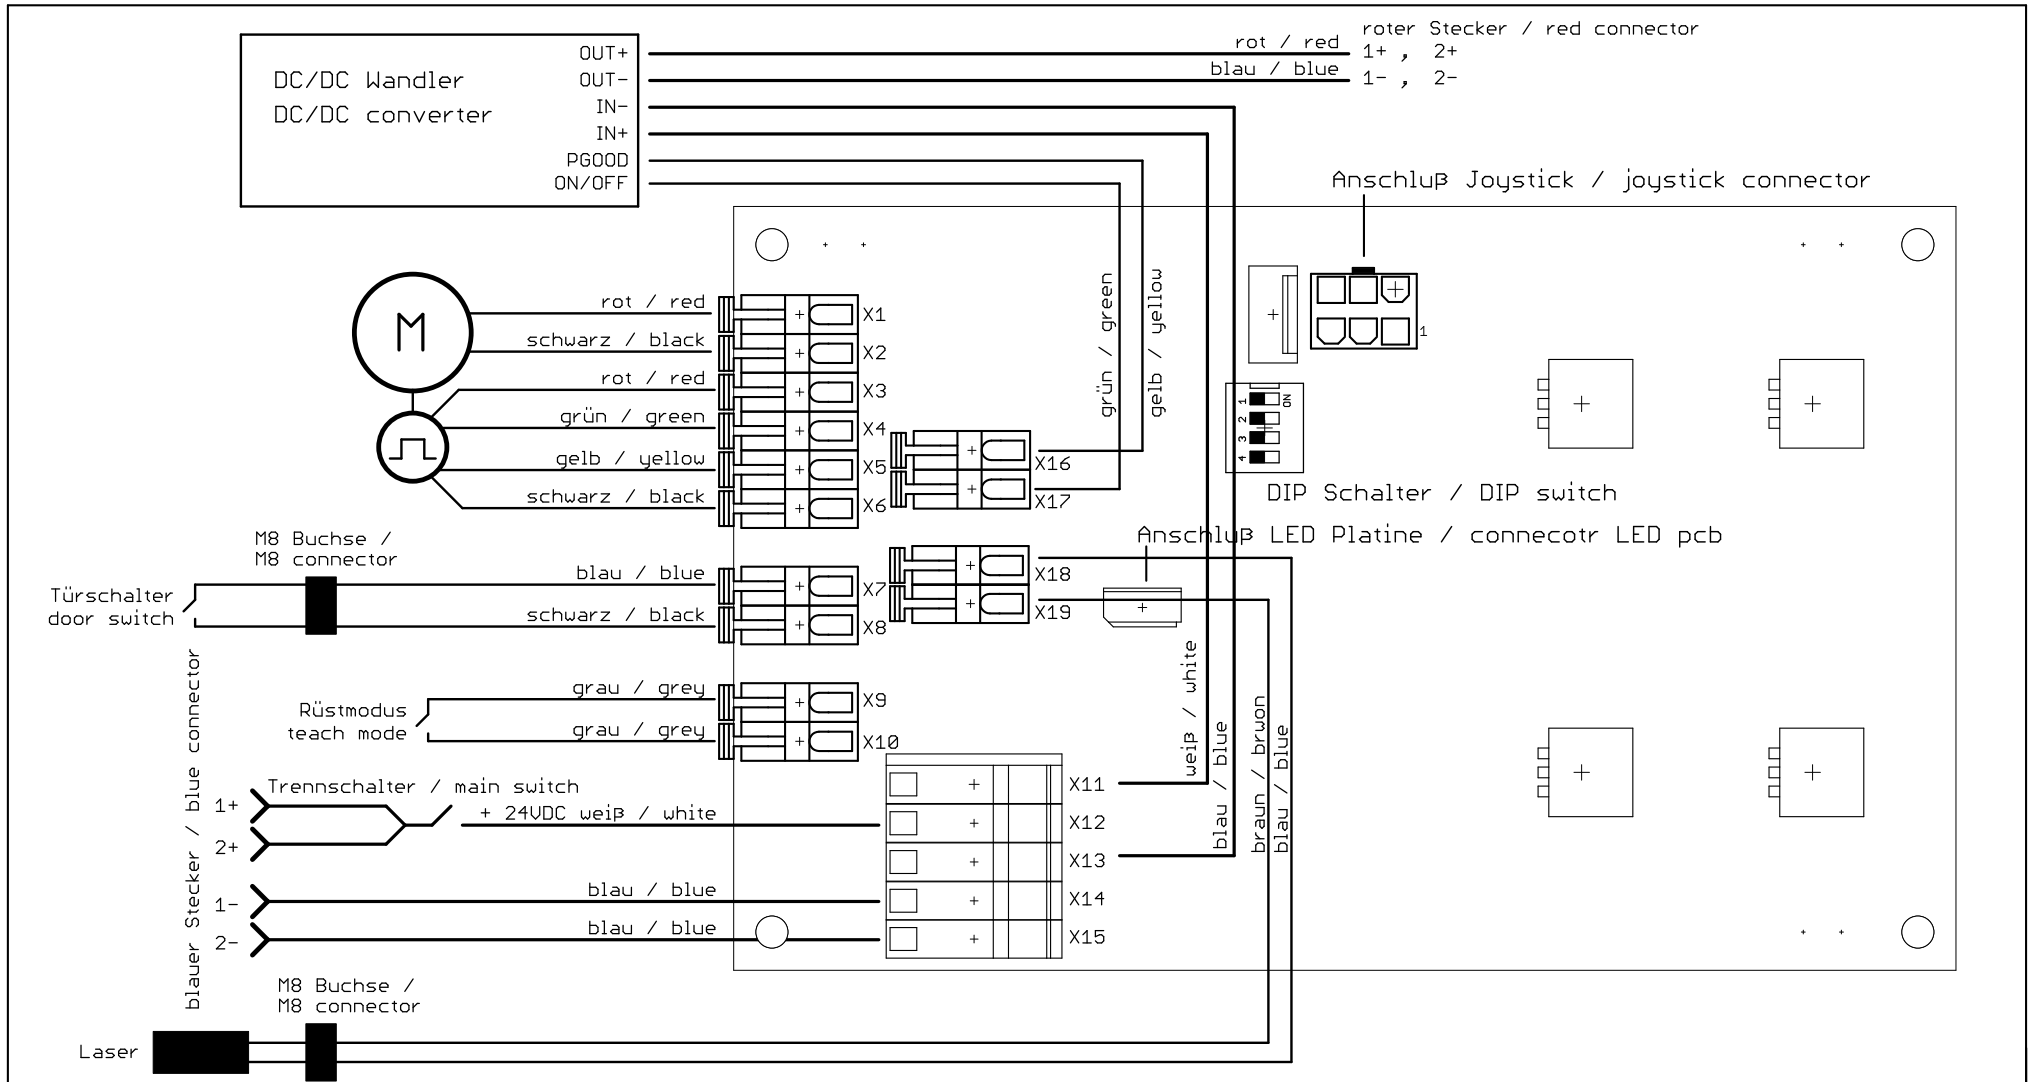 roter Stecker / red connector
rot / red
1+ , 2+
blau / blue
1- , 2-
OUT+
OUT-
IN-
IN+
PGOOD
ON/OFF
DC/DC Wandler
DC/DC converter
Anschluß Joystick / joystick connector
1
M
rot / red
X1
schwarz / black
X2
rot / red
X3
grün / green
X4
gelb / yellow
X5
schwarz / black
X6
grün / green
gelb / yellow
X16
X17
1
2
3
4
ON
DIP Schalter / DIP switch
Anschluß LED Platine / connecotr LED pcb
M8 Buchse /
M8 connector
Türschalter
door switch
blau / blue
X7
schwarz / black
X8
X18
X19
Rüstmodus
teach mode
grau / grey
X9
grau / grey
X10
weiß / white
blau / blue
braun / brwon
blau / blue
blauer Stecker / blue connector
Trennschalter / main switch
1+
2+
+ 24VDC weiß / white
1-
blau / blue
2-
blau / blue
X11
X12
X13
X14
X15
M8 Buchse /
M8 connector
Laser